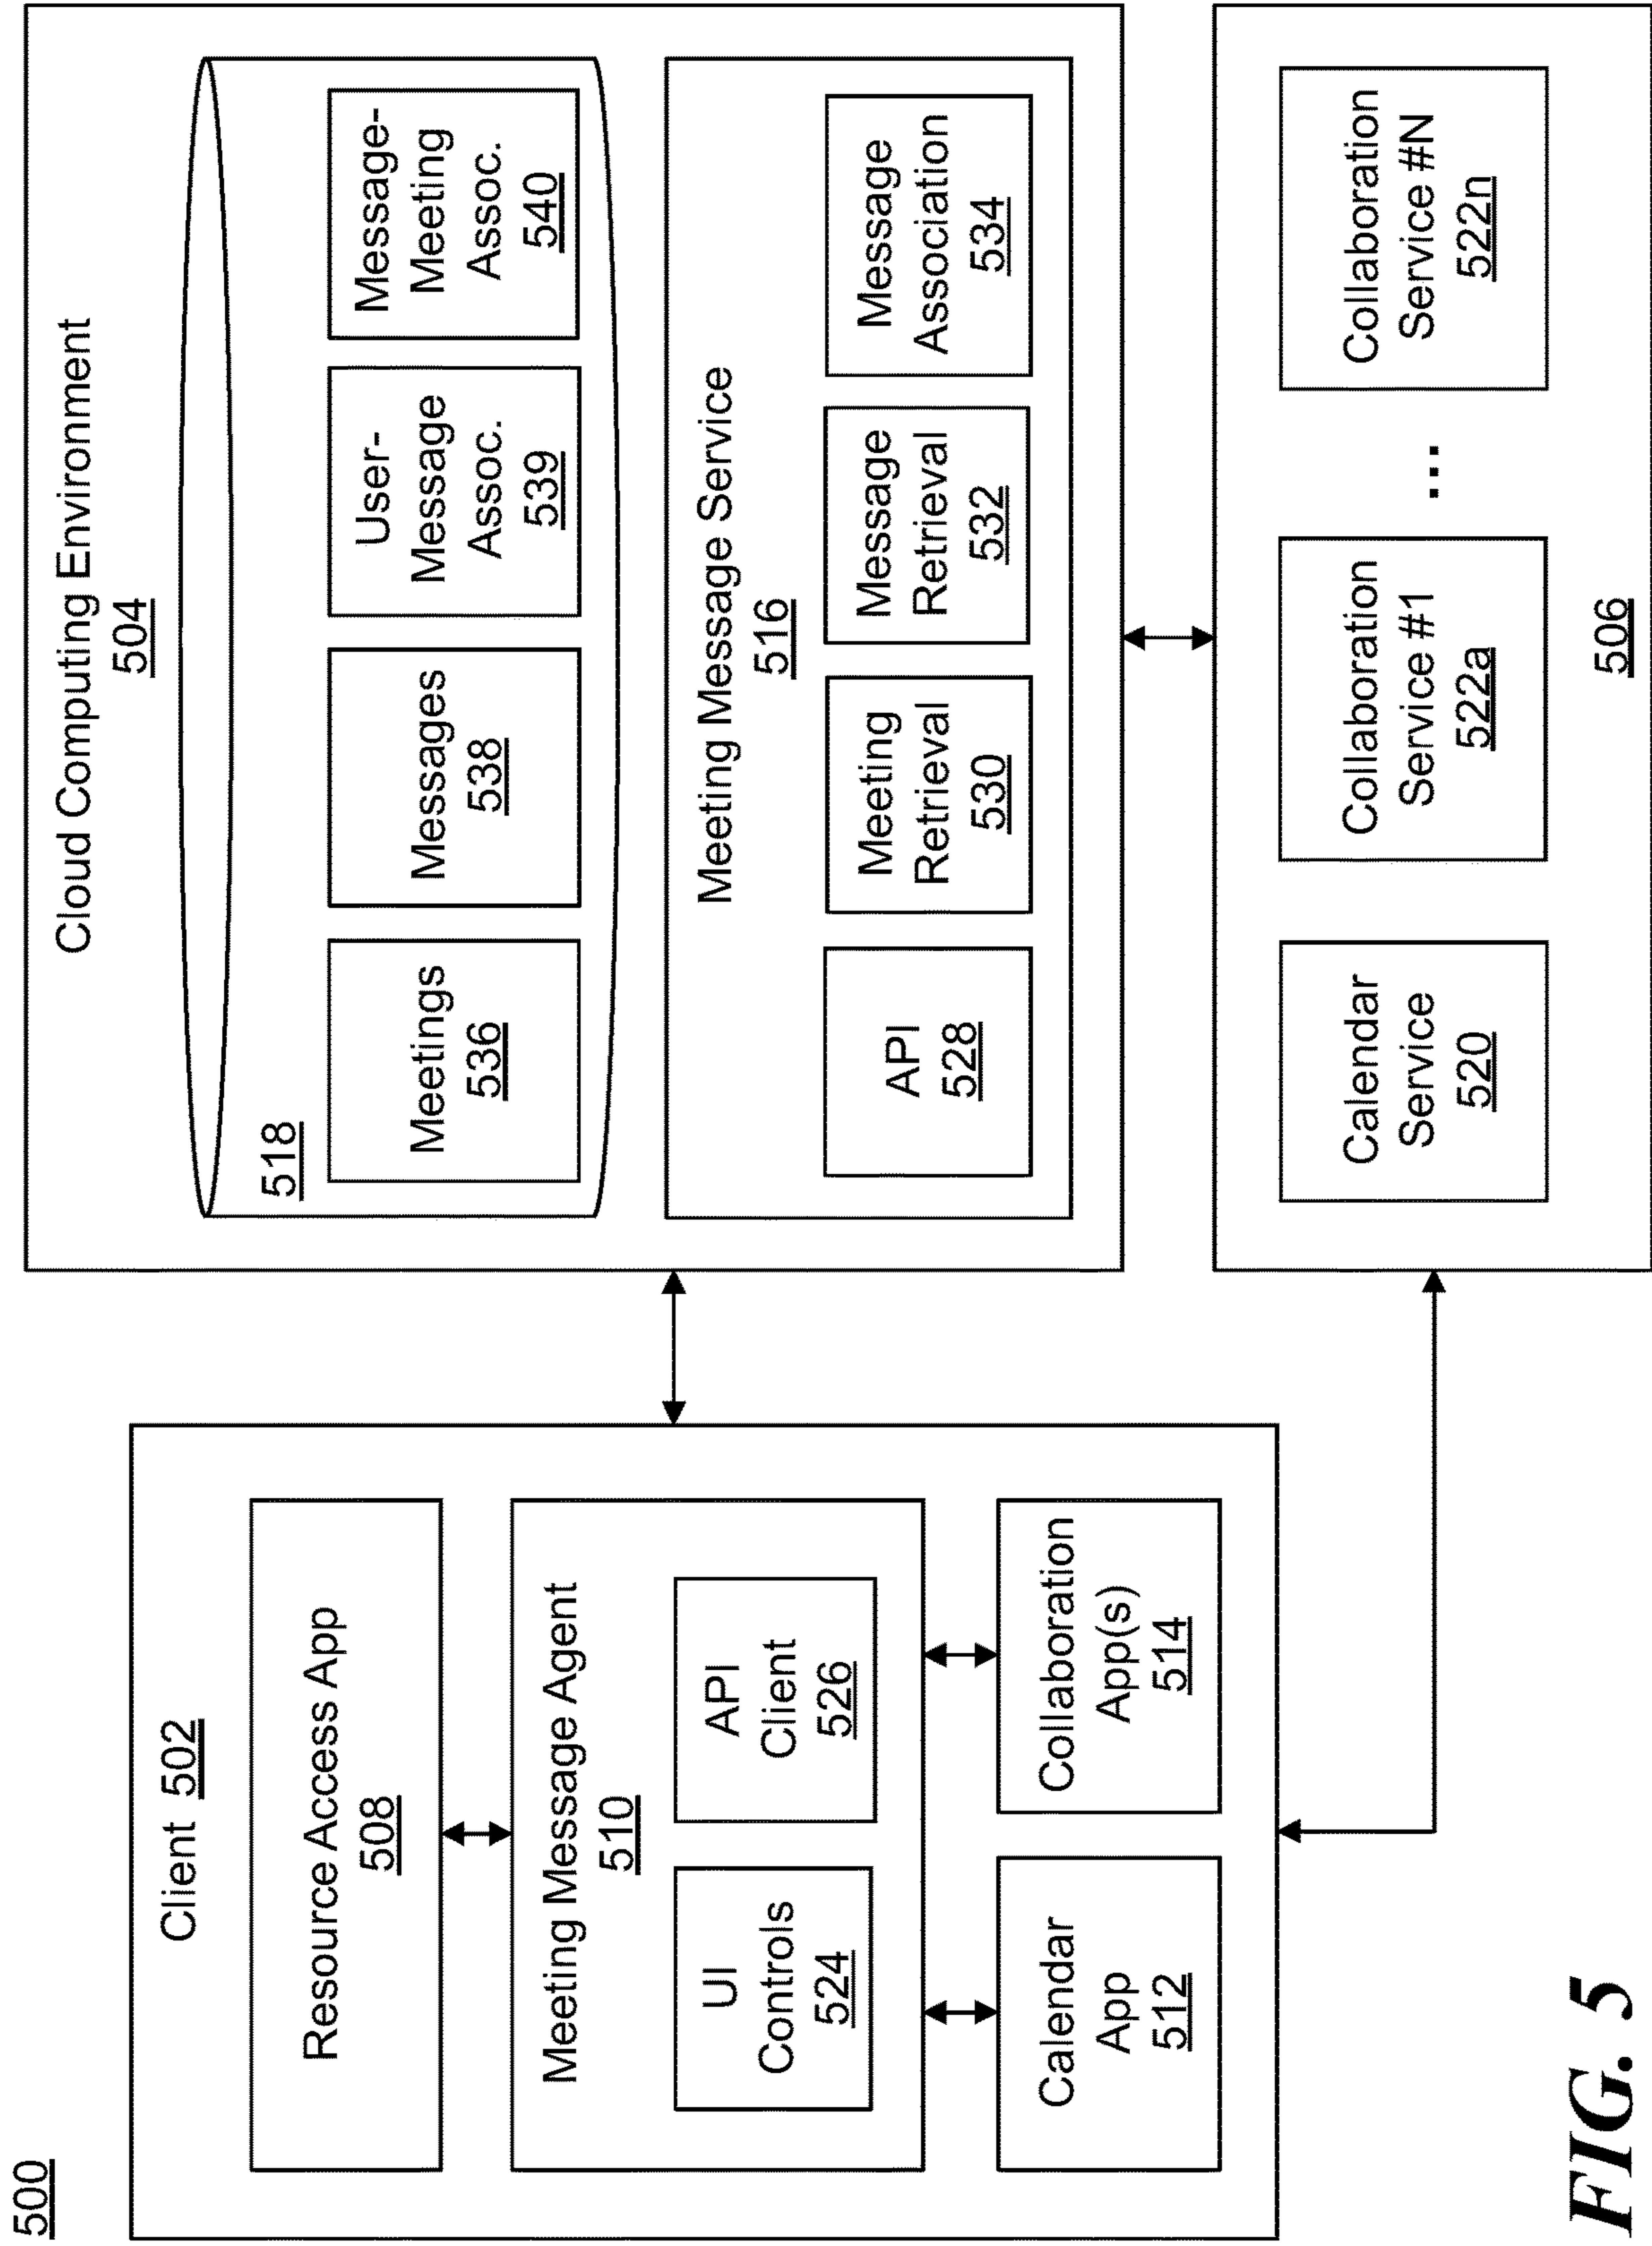 500
Client 502
Resource Access App
508
Meeting Message Agent
510
UI
Controls
524
API
Client
526
Calendar
App
512
Collaboration
App(s)
514
Cloud Computing Environment
504
518
Meetings
536
Messages
538
User-
Message
Assoc.
539
Message-
Meeting
Assoc.
540
Meeting Message Service
516
API
528
Meeting
Retrieval
530
Message
Retrieval
532
Message
Association
534
Calendar
Service
520
Collaboration
Service #1
522a
...
Collaboration
Service #N
522n
506
FIG. 5